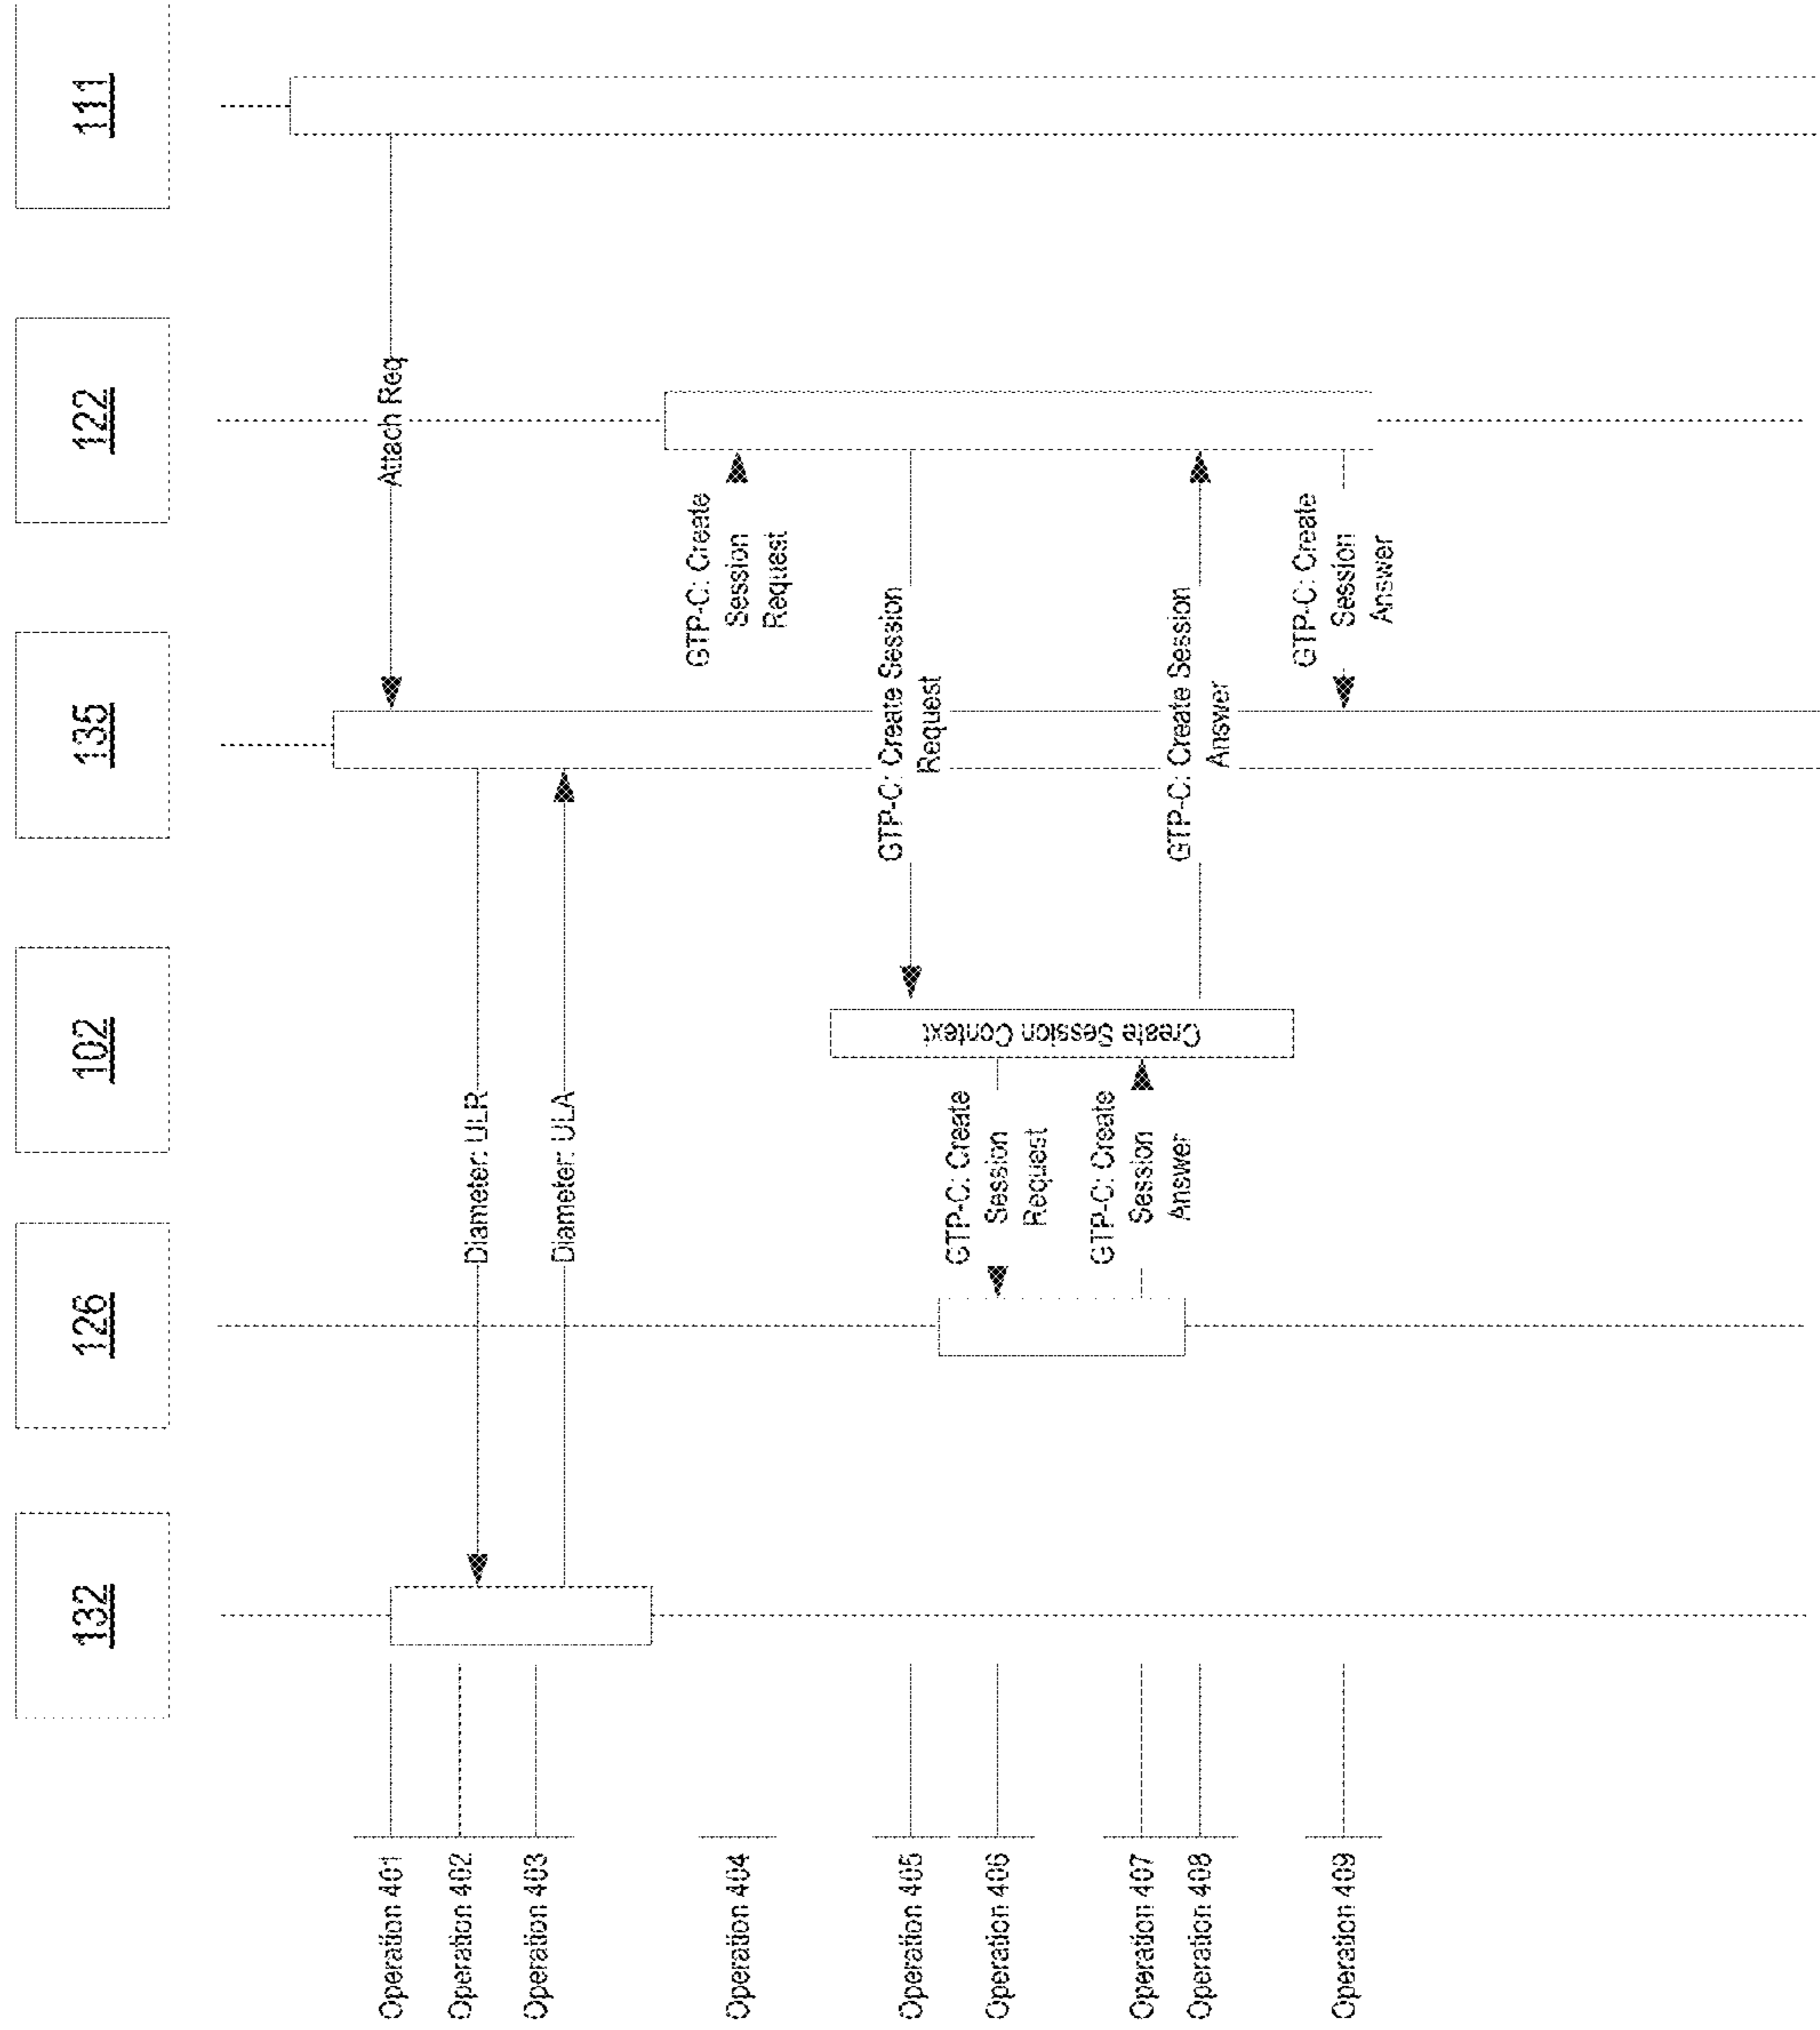 132
126
102
135
122
111
Operation 401
Attach Req
Operation 402
Diameter: ULR
Operation 403
Diameter: ULA
Operation 404
GTP-C: Create
Session
Request
Operation 405
GTP-C: Create Session
Request
Create Session Context
Operation 406
GTP-C: Create
Session
Request
Operation 407
GTP-C: Create
Session
Answer
Operation 408
GTP-C: Create Session
Answer
Operation 409
GTP-C: Create
Session
Answer